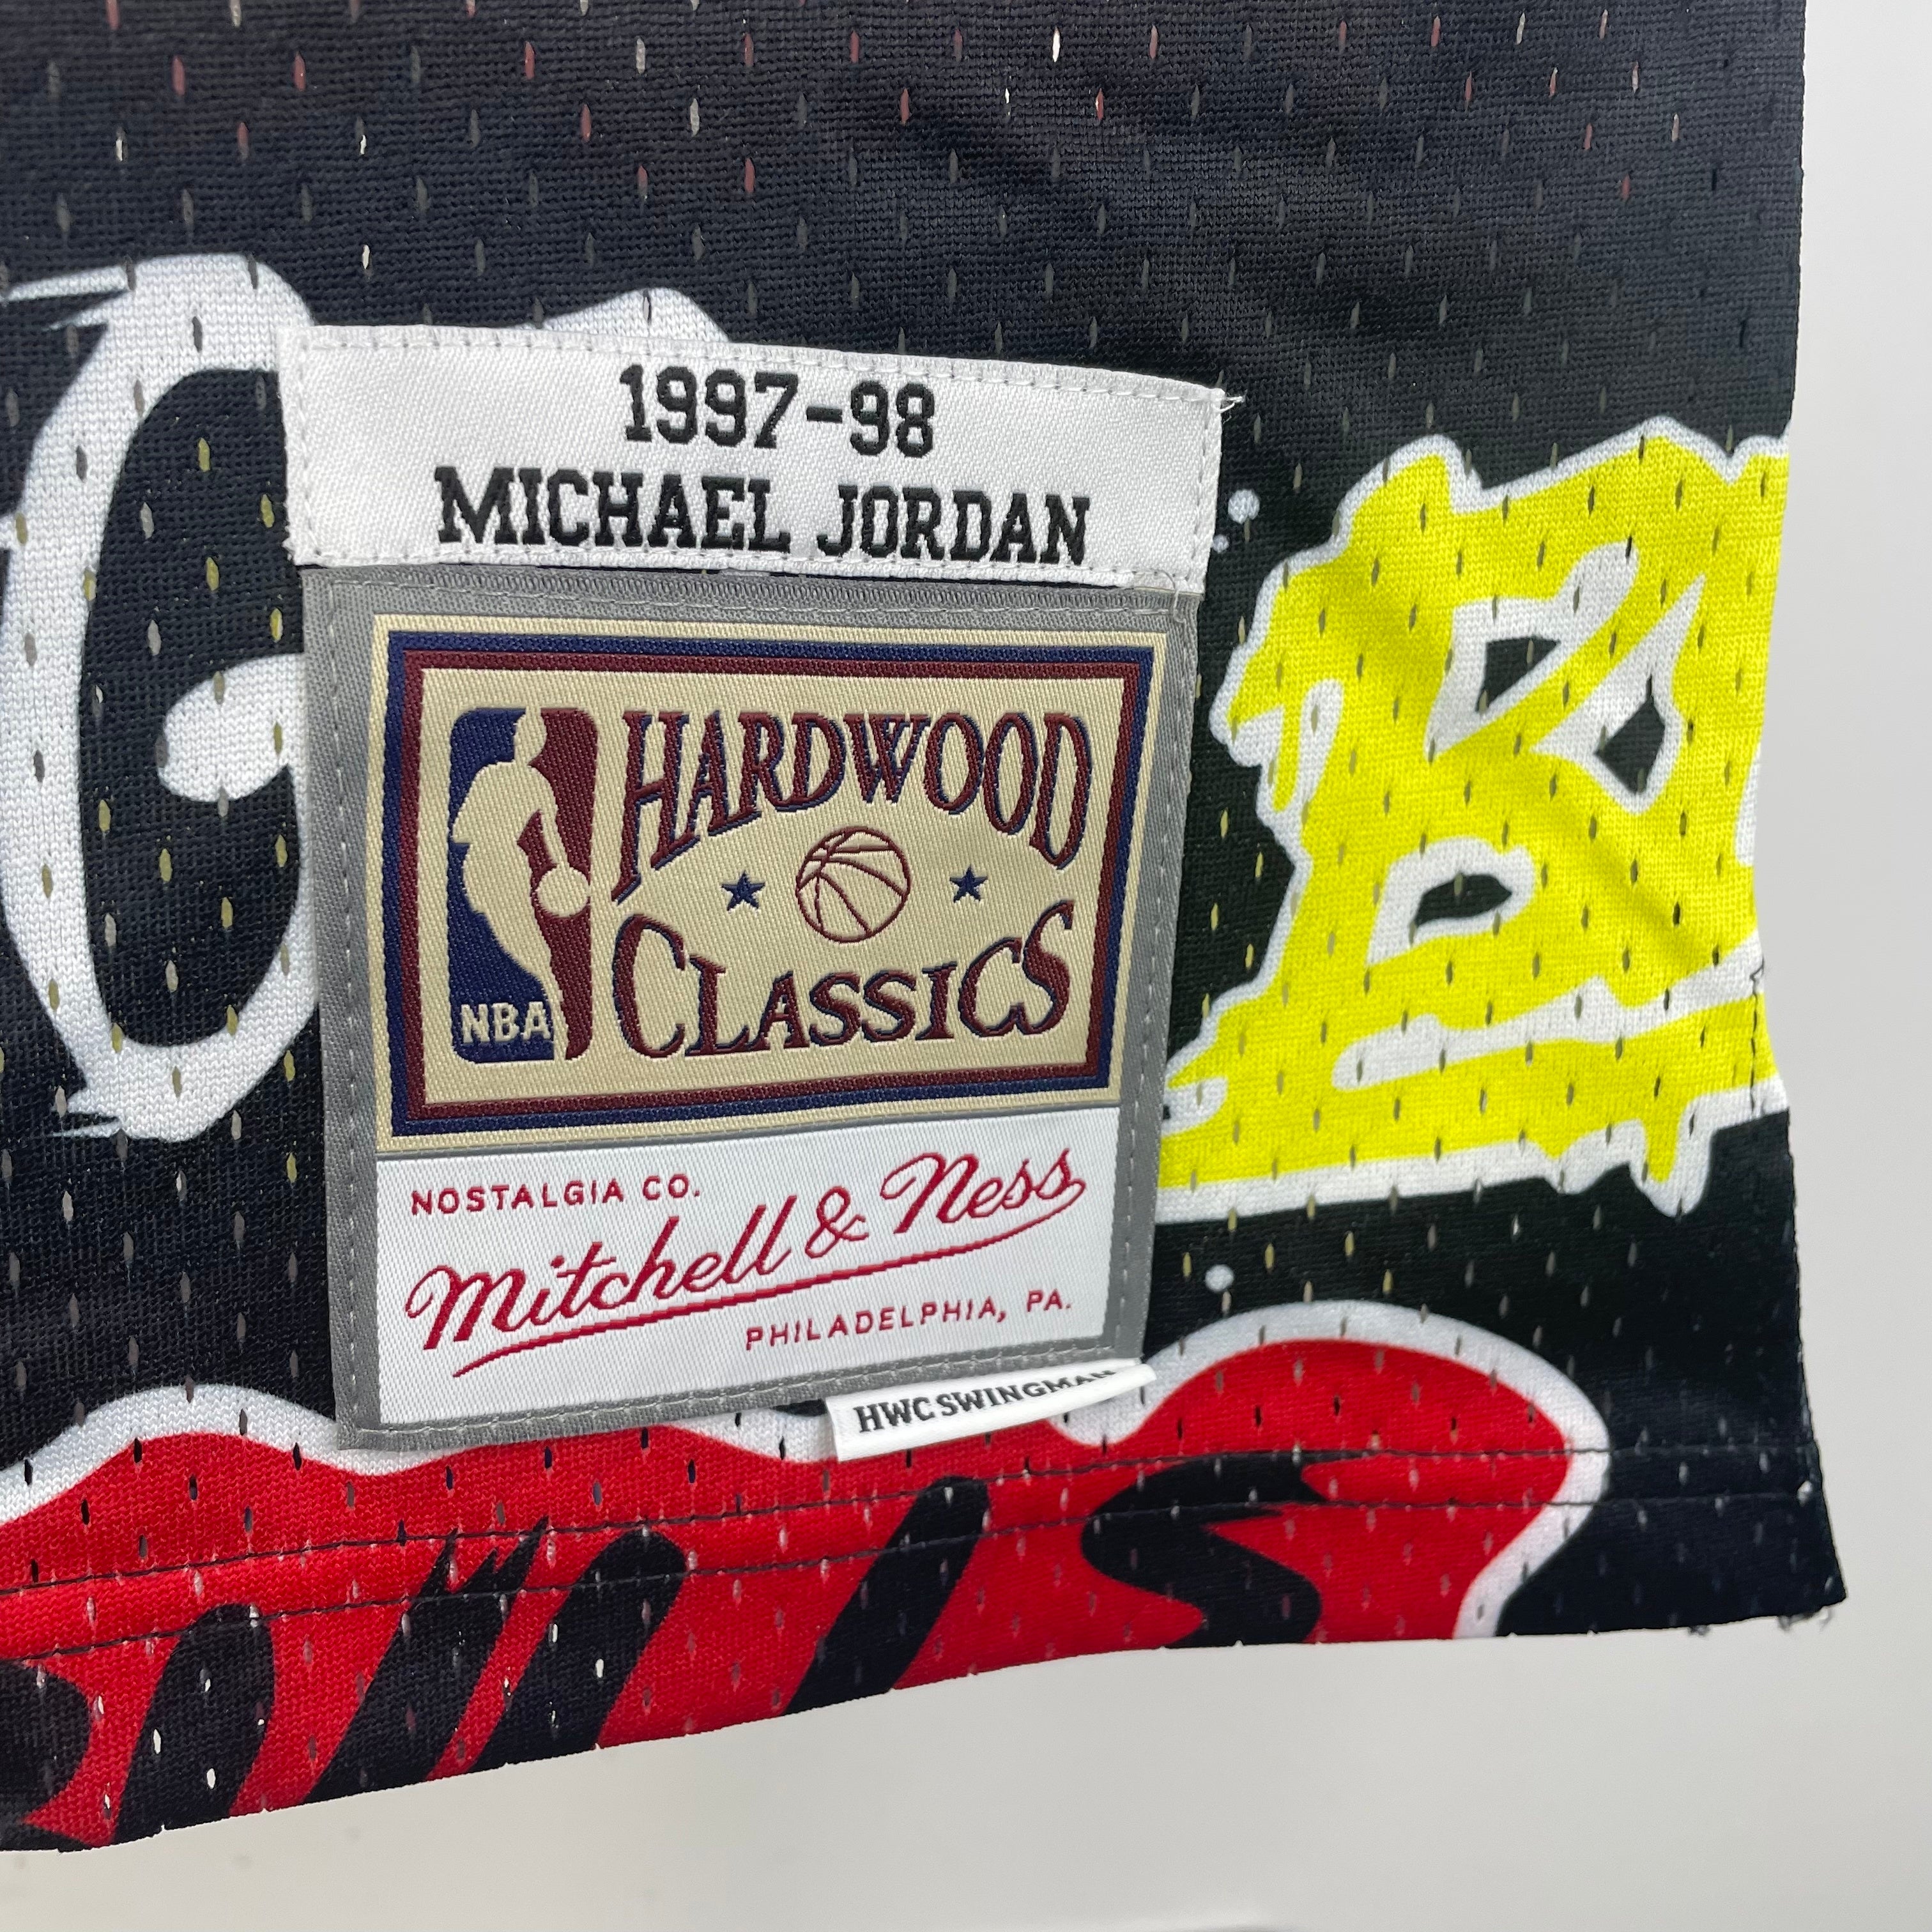 1997-98
MICHAEL JORDAN
HARDWOOD
CLASSICS
NBA
NOSTALGIA CO.
Mitchell & Ness
PHILADELPHIA, PA.
HWC SWINGMAN